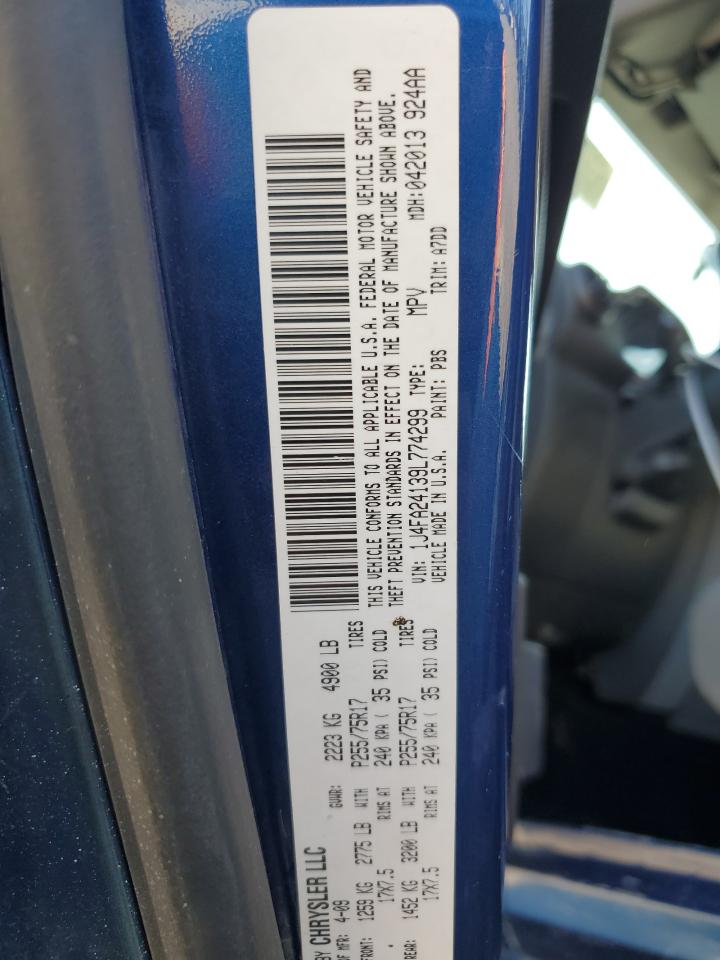 BY CHRYSLER LLC
OF MFR: 4-09 GVWR: 2223 KG 4900 LB
FRONT: 1259 KG 2775 LB WITH P255/75R17 TIRES
17X7.5 RIMS AT 240 KPA ( 35 PSI) COLD
REAR: 1452 KG 3200 LB WITH P255/75R17 TIRES
17X7.5 RIMS AT 240 KPA ( 35 PSI) COLD
THIS VEHICLE CONFORMS TO ALL APPLICABLE U.S.A. FEDERAL MOTOR VEHICLE SAFETY AND
THEFT PREVENTION STANDARDS IN EFFECT ON THE DATE OF MANUFACTURE SHOWN ABOVE.
VIN: 1J4FA24139L774299 TYPE: MPV MDH:042013 924AA
VEHICLE MADE IN U.S.A. PAINT: PBS TRIM: A7DD